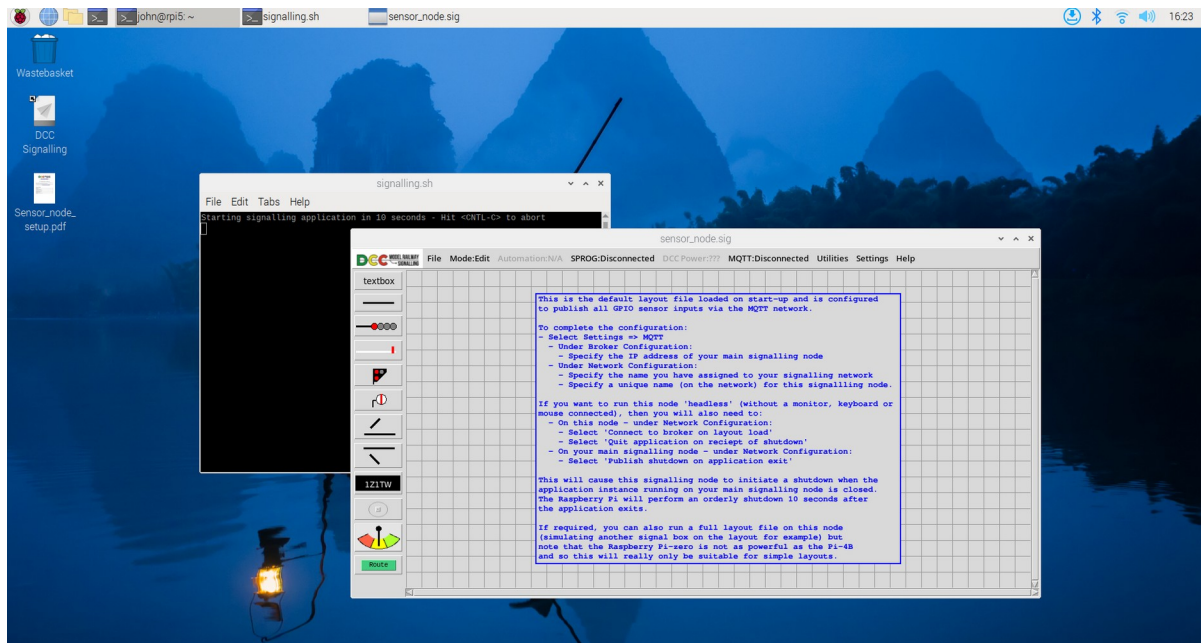 john@rpi5: ~
signalling.sh
sensor_node.sig
16:23
Wastebasket
DCC
Signalling
Sensor_node_
setup.pdf
signalling.sh
File Edit Tabs Help
Starting signalling application in 10 seconds - Hit <CNTL-C> to abort
sensor_node.sig
DCC MODEL RAILWAY SIGNALLING
File Mode:Edit Automation:N/A SPROG:Disconnected DCC Power:??? MQTT:Disconnected Utilities Settings Help
textbox
1Z1TW
Route
This is the default layout file loaded on start-up and is configured
to publish all GPIO sensor inputs via the MQTT network.
To complete the configuration:
- Select Settings => MQTT
- Under Broker Configuration:
- Specify the IP address of your main signalling node
- Under Network Configuration:
- Specify the name you have assigned to your signalling network
- Specify a unique name (on the network) for this signallling node.
If you want to run this node 'headless' (without a monitor, keyboard or
mouse connected), then you will also need to:
- On this node - under Network Configuration:
- Select 'Connect to broker on layout load'
- Select 'Quit application on reciept of shutdown'
- On your main signalling node - under Network Configuration:
- Select 'Publish shutdown on application exit'
This will cause this signalling node to initiate a shutdown when the
application instance running on your main signalling node is closed.
The Raspberry Pi will perform an orderly shutdown 10 seconds after
the application exits.
If required, you can also run a full layout file on this node
(simulating another signal box on the layout for example) but
note that the Raspberry Pi-zero is not as powerful as the Pi-4B
and so this will really only be suitable for simple layouts.